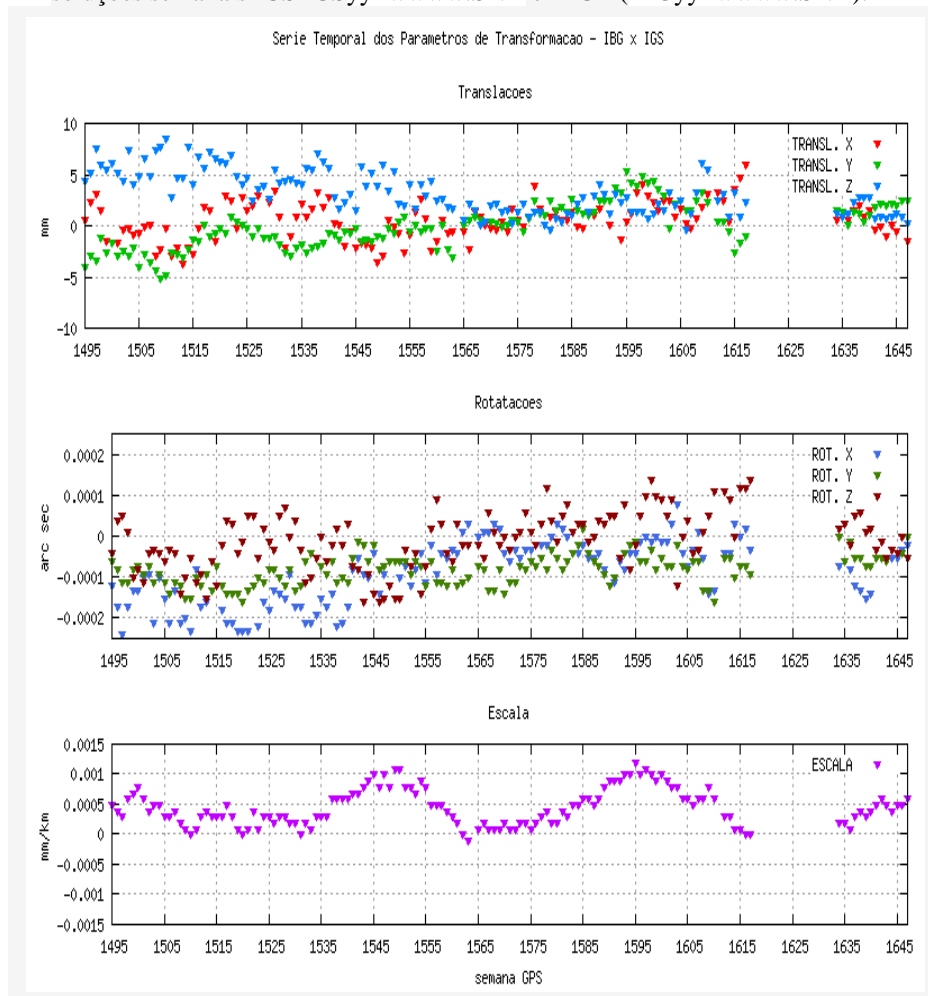 Serie Temporal dos Parametros de Transformacao - IBG x IGS
Translacoes
10
5
0
-5
-10
mm
TRANSL. X
TRANSL. Y
TRANSL. Z
1495 1505 1515 1525 1535 1545 1555 1565 1575 1585 1595 1605 1615 1625 1635 1645
Rotatacoes
0.0002
0.0001
0
-0.0001
-0.0002
arc sec
ROT. X
ROT. Y
ROT. Z
1495 1505 1515 1525 1535 1545 1555 1565 1575 1585 1595 1605 1615 1625 1635 1645
Escala
0.0015
0.001
0.0005
0
-0.0005
-0.001
-0.0015
mm/km
ESCALA
1495 1505 1515 1525 1535 1545 1555 1565 1575 1585 1595 1605 1615 1625 1635 1645
semana GPS